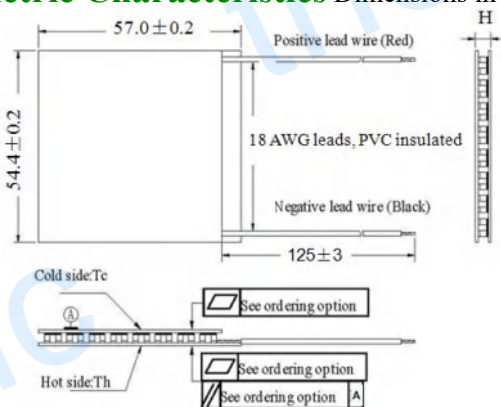 etric Characteristics Dimensions in
57.0±0.2
H
Positive lead wire (Red)
54.4±0.2
18 AWG leads, PVC insulated
Negative lead wire (Black)
125±3
Cold side:Tc
A
See ordering option
Hot side:Th
See ordering option
See ordering option A